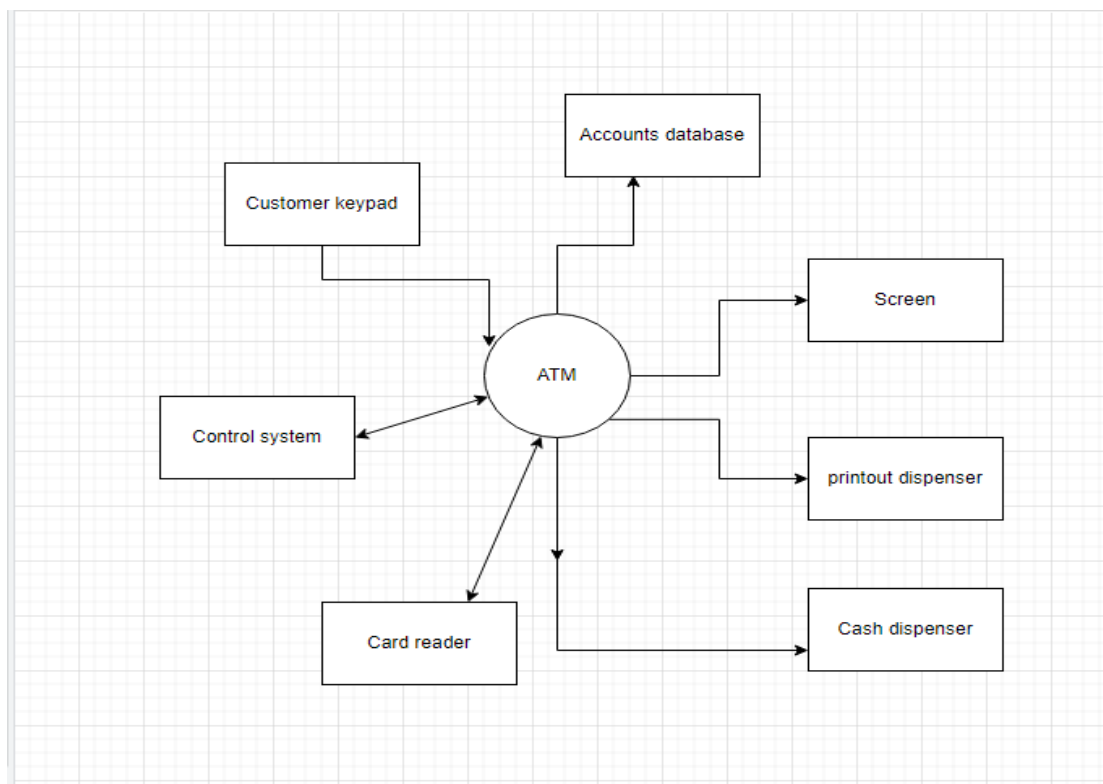 Accounts database
Customer keypad
Screen
ATM
Control system
printout dispenser
Cash dispenser
Card reader